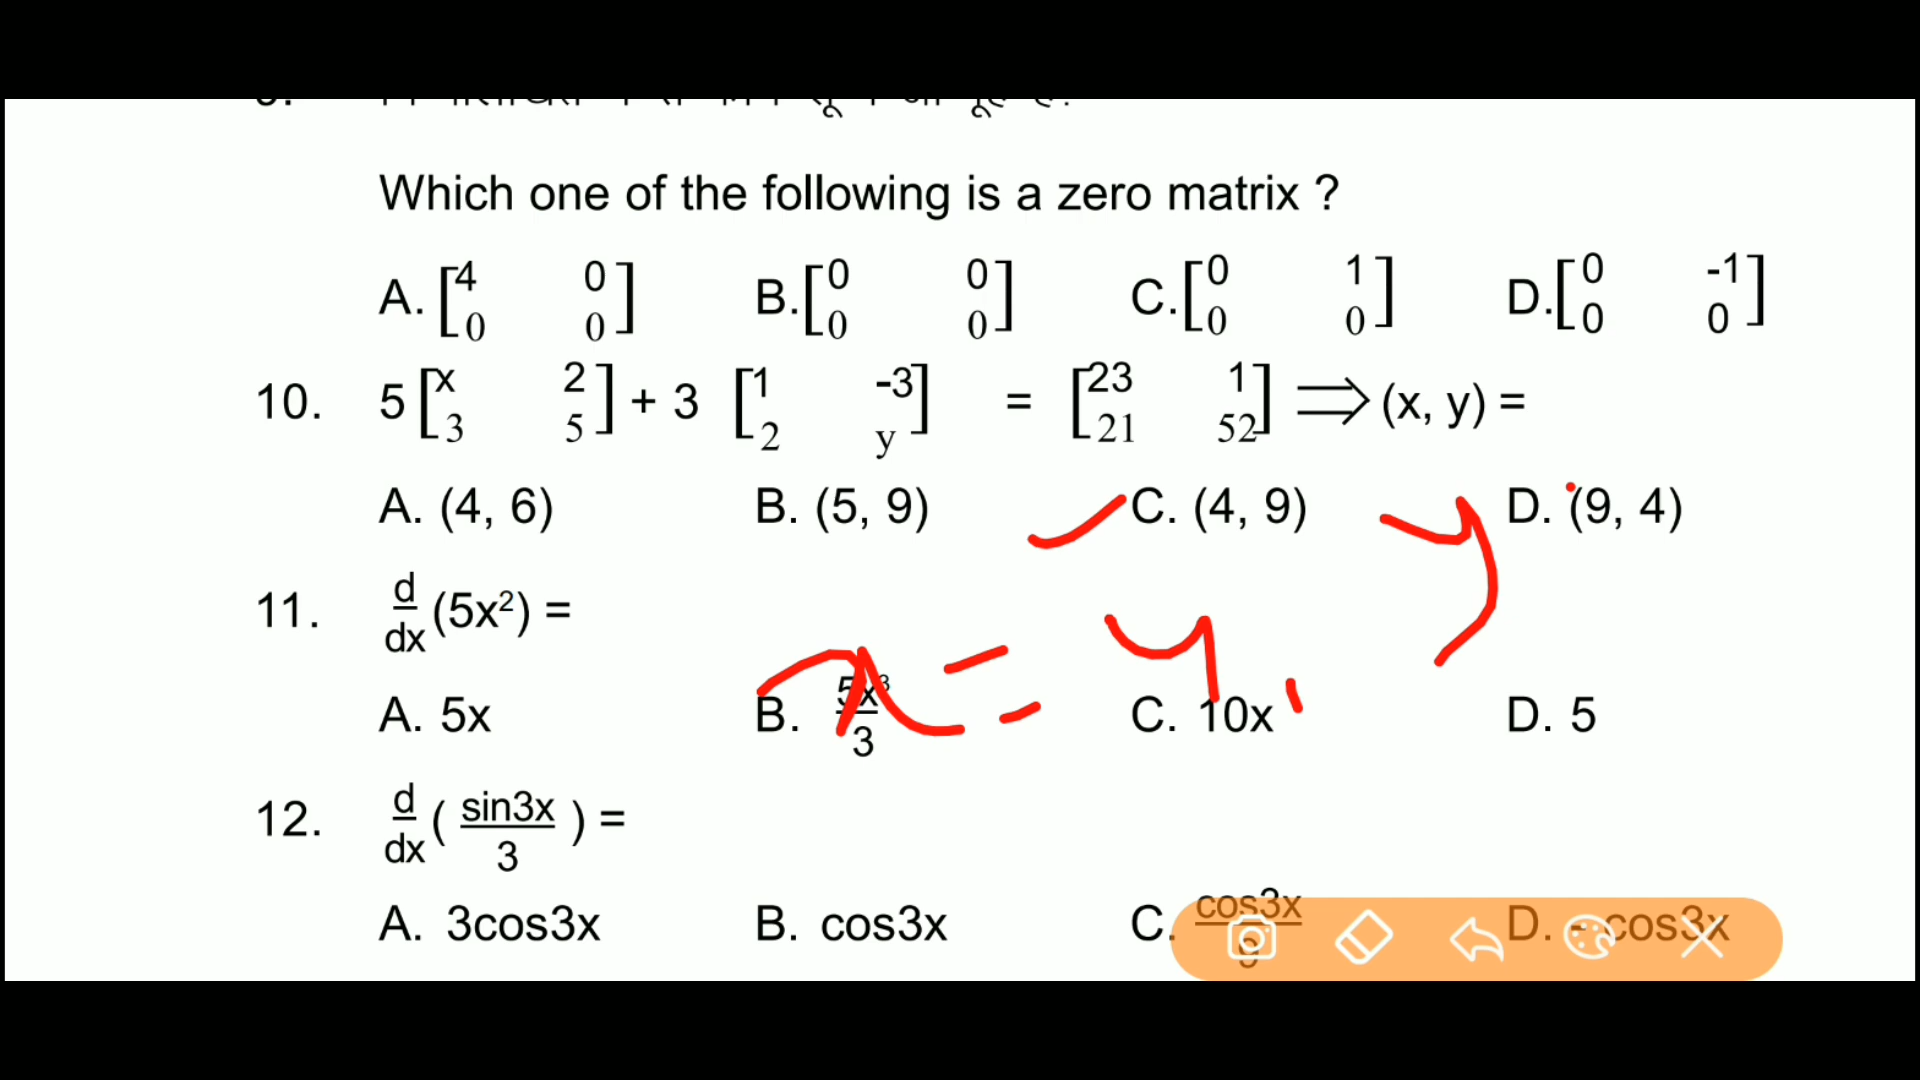 Which one of the following is a zero matrix ?
A. [4 0 B. [0 0 C. [0 1 D. [0 -1
0 0] 0 0] 0 0] 0 0]
10. 5 [x 2 + 3 [1 -3 = [23 1 ⟹ (x, y) =
3 5] 2 y] 21 52]
A. (4, 6) B. (5, 9) C. (4, 9) D. (9, 4)
11. d/dx (5x²) =
x = 4,
A. 5x B. 5x³/3 C. 10x D. 5
12. d/dx ( sin3x/3 ) =
A. 3cos3x B. cos3x C. cos3x D. - cos3x